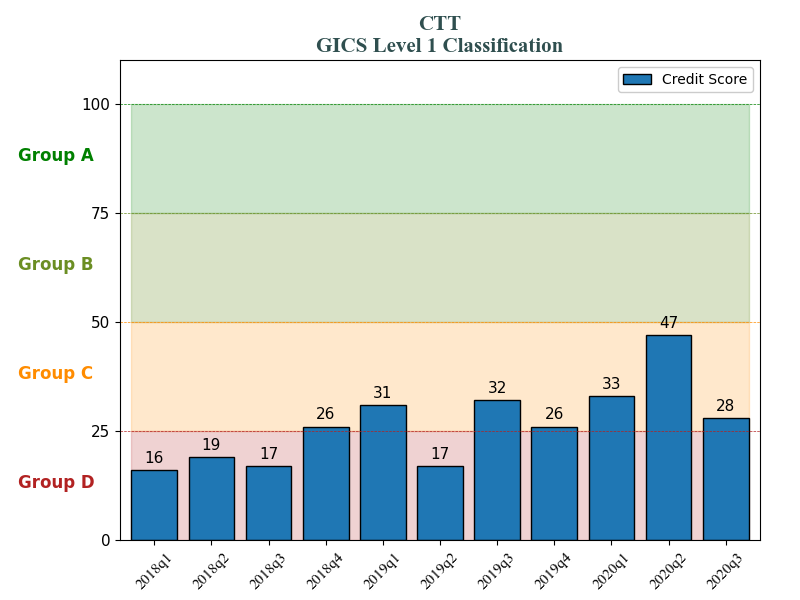 CTT
GICS Level 1 Classification
Credit Score
100
Group A
75
Group B
50
47
Group C
33
32
31
28
26
26
25
19
17
17
16
Group D
0
2018q1
2018q2
2018q3
2018q4
2019q1
2019q2
2019q3
2019q4
2020q1
2020q2
2020q3